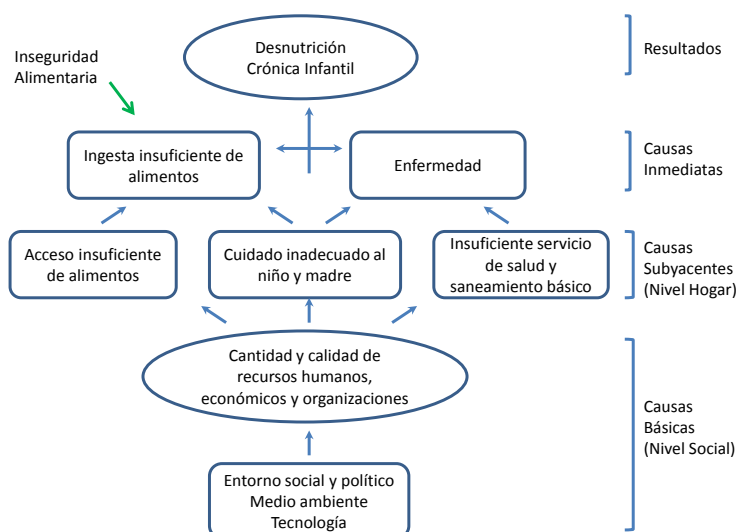 Desnutrición
Crónica Infantil
Resultados
Inseguridad
Alimentaria
Ingesta insuficiente de
alimentos
Enfermedad
Causas
Inmediatas
Acceso insuficiente
de alimentos
Cuidado inadecuado al
niño y madre
Insuficiente servicio
de salud y
saneamiento básico
Causas
Subyacentes
(Nivel Hogar)
Cantidad y calidad de
recursos humanos,
económicos y organizaciones
Causas
Básicas
(Nivel Social)
Entorno social y político
Medio ambiente
Tecnología